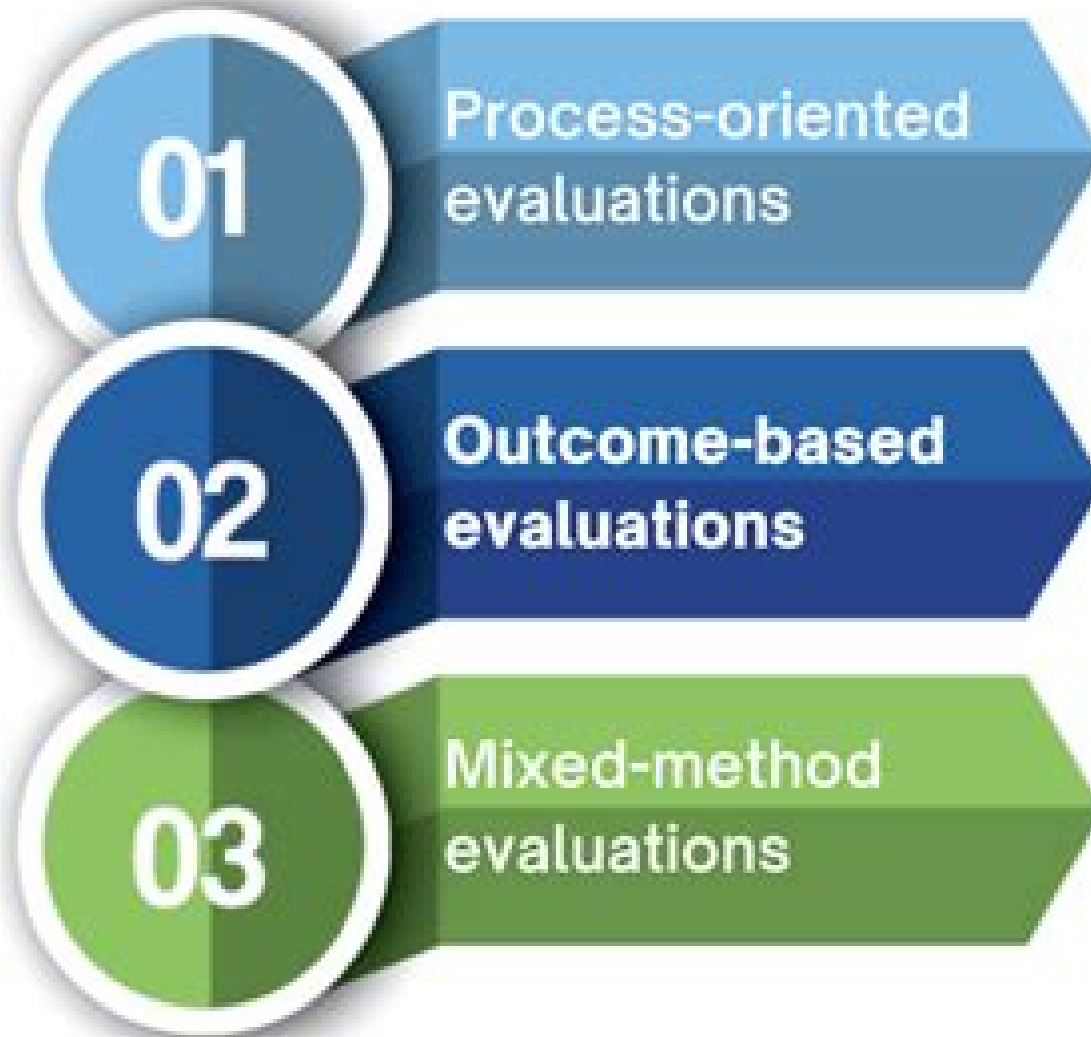 01
Process-oriented
evaluations
02
Outcome-based
evaluations
03
Mixed-method
evaluations